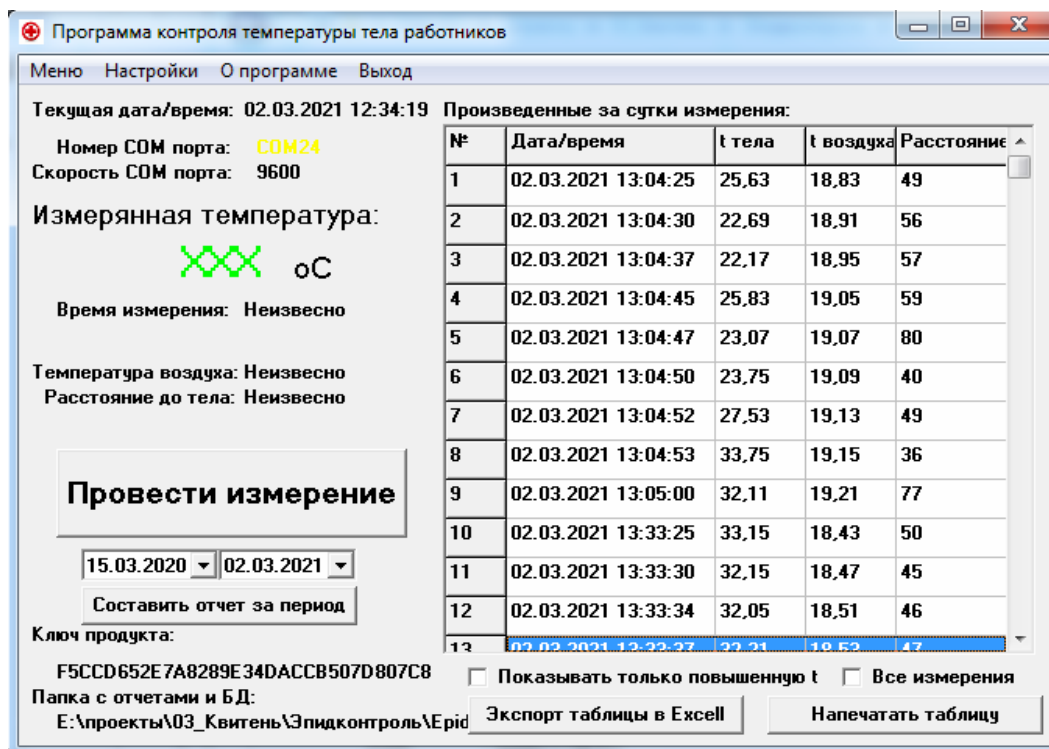 Программа контроля температуры тела работников
Меню Настройки О программе Выход
Текущая дата/время: 02.03.2021 12:34:19
Номер COM порта: COM24
Скорость COM порта: 9600
Измерянная температура:
XXX oC
Время измерения: Неизвесно
Температура воздуха: Неизвесно
Расстояние до тела: Неизвесно
Провести измерение
15.03.2020 02.03.2021
Составить отчет за период
Ключ продукта:
F5CCD652E7A8289E34DACCB507D807C8
Папка с отчетами и БД:
E:\проекты\03_Квитень\Эпидконтроль\Epid
Произведенные за сутки измерения:
№ Дата/время t тела t воздуха Расстояние
1 02.03.2021 13:04:25 25,63 18,83 49
2 02.03.2021 13:04:30 22,69 18,91 56
3 02.03.2021 13:04:37 22,17 18,95 57
4 02.03.2021 13:04:45 25,83 19,05 59
5 02.03.2021 13:04:47 23,07 19,07 80
6 02.03.2021 13:04:50 23,75 19,09 40
7 02.03.2021 13:04:52 27,53 19,13 49
8 02.03.2021 13:04:53 33,75 19,15 36
9 02.03.2021 13:05:00 32,11 19,21 77
10 02.03.2021 13:33:25 33,15 18,43 50
11 02.03.2021 13:33:30 32,15 18,47 45
12 02.03.2021 13:33:34 32,05 18,51 46
13 02.03.2021 13:33:37 32,21 18,53 47
Показывать только повышенную t Все измерения
Экспорт таблицы в Excell Напечатать таблицу